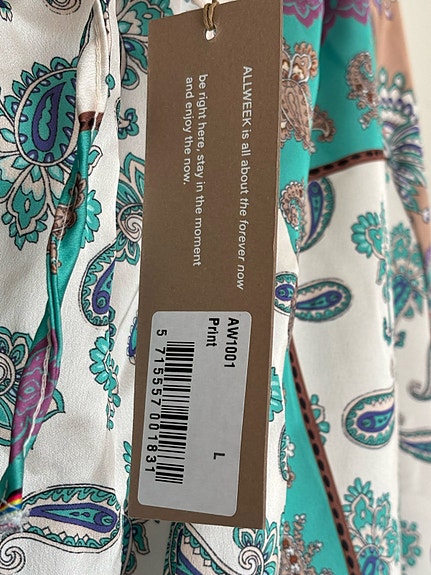 ALLWEEK is all about the forever now
be right here, stay in the moment
and enjoy the now.
AW1001 L
Print
5 715557 001831